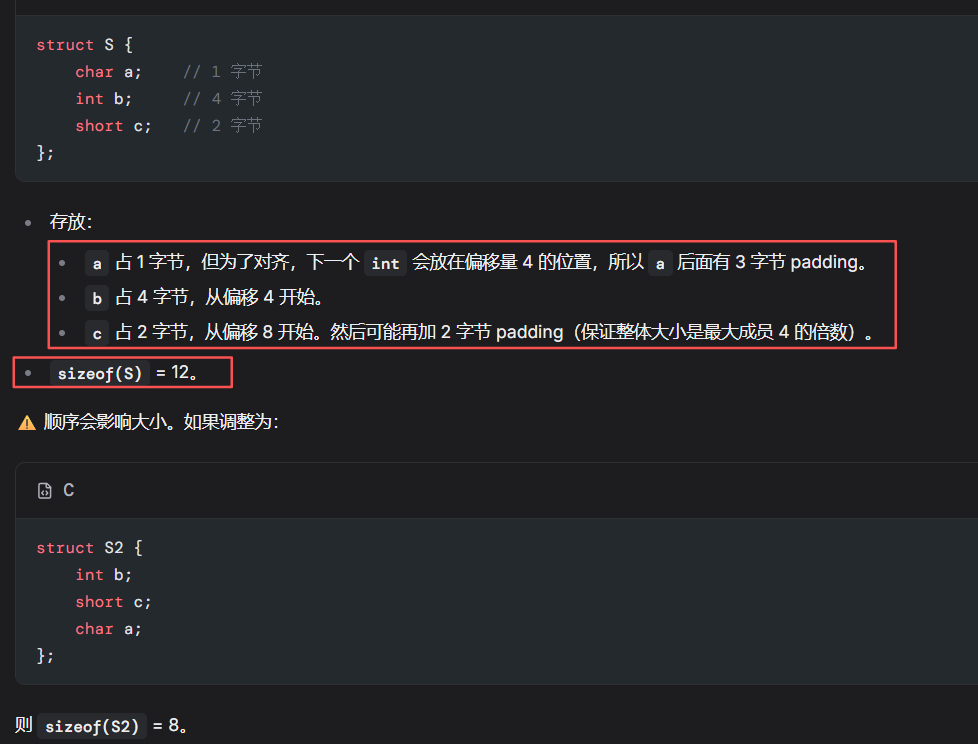 struct S {
    char a;    // 1 字节
    int b;     // 4 字节
    short c;   // 2 字节
};
存放：
a 占 1 字节，但为了对齐，下一个 int 会放在偏移量 4 的位置，所以 a 后面有 3 字节 padding。
b 占 4 字节，从偏移 4 开始。
c 占 2 字节，从偏移 8 开始。然后可能再加 2 字节 padding（保证整体大小是最大成员 4 的倍数）。
sizeof(S) = 12。
⚠️ 顺序会影响大小。如果调整为：
C
struct S2 {
    int b;
    short c;
    char a;
};
则 sizeof(S2) = 8。